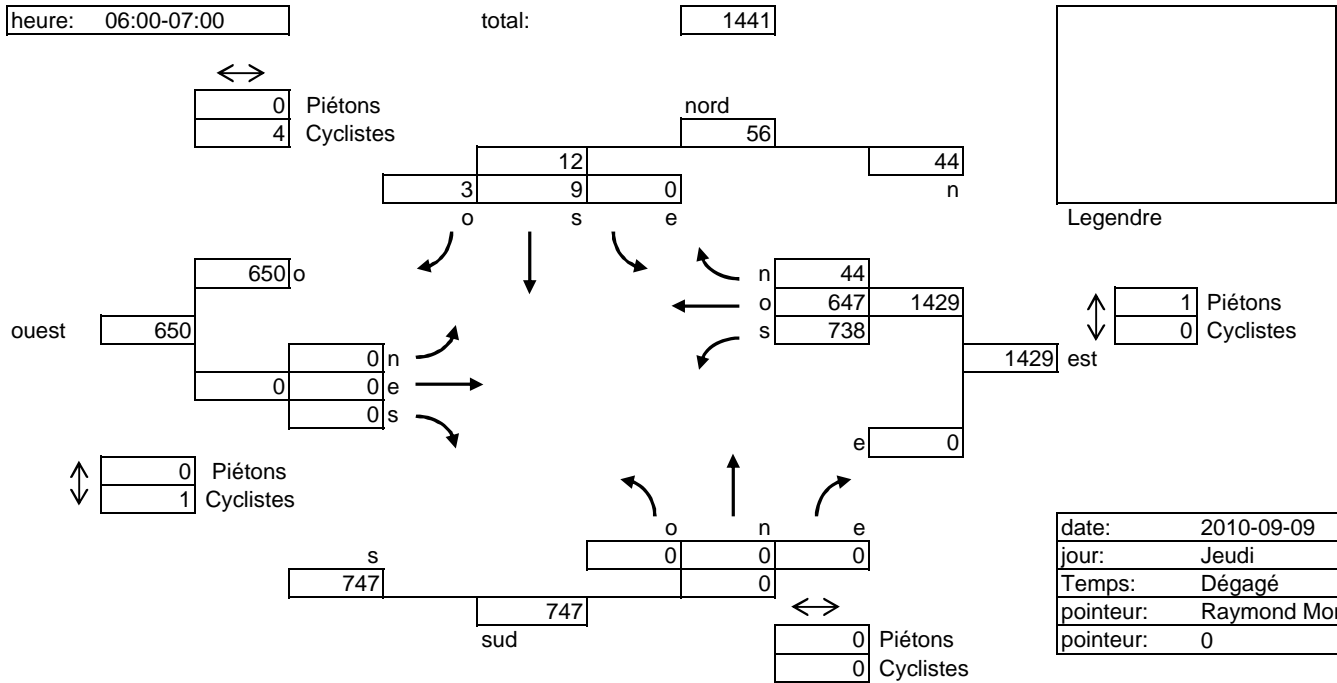 heure: 06:00-07:00 total: 1441
0 Piétons
4 Cyclistes
nord
56
12 44
3 9 0 n
o s e
Legendre
650 o
n 44
o 647 1429
s 738
1 Piétons
0 Cyclistes
ouest 650
1429 est
0 n
0 0 e
0 s
e 0
0 Piétons
1 Cyclistes
o n e
0 0 0
0
s
747
747
sud
0 Piétons
0 Cyclistes
date: 2010-09-09
jour: Jeudi
Temps: Dégagé
pointeur: Raymond
pointeur: 0